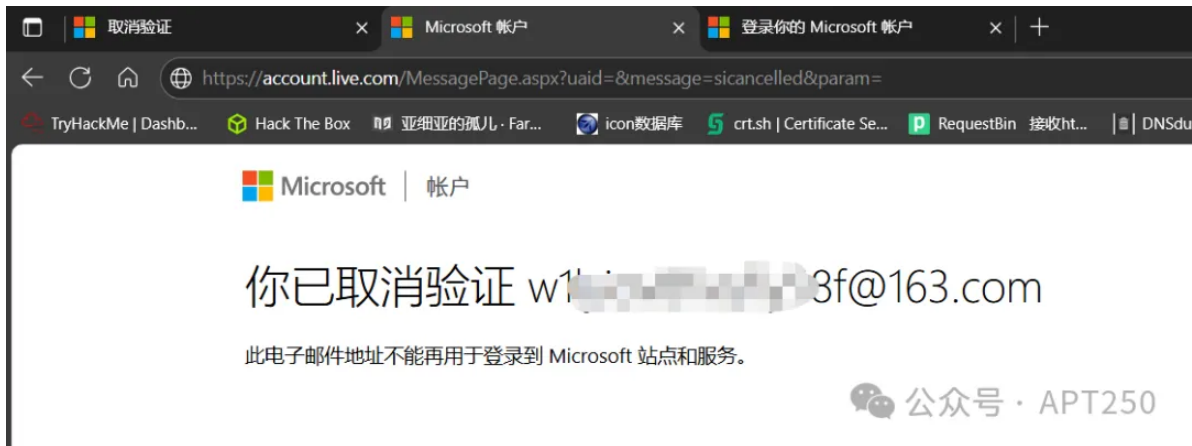 取消验证
Microsoft 帐户
登录你的 Microsoft 帐户
https://account.live.com/MessagePage.aspx?uaid=&message=sicancelled&param=
TryHackMe | Dashb...
Hack The Box
亚细亚的孤儿 · Far...
icon数据库
crt.sh | Certificate Se...
RequestBin 接收ht...
DNSdu
Microsoft 帐户
你已取消验证 @163.com
此电子邮件地址不能再用于登录到 Microsoft 站点和服务。
公众号 · APT250